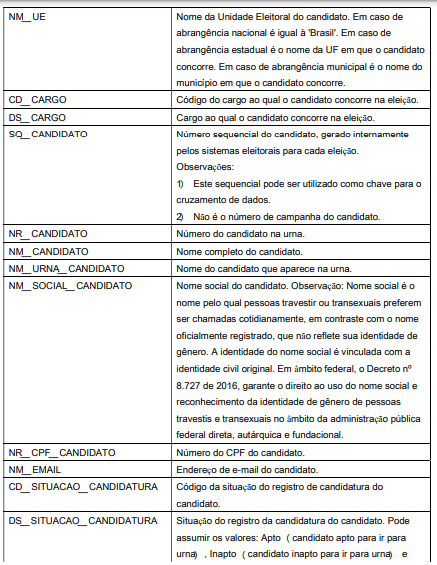 NM_UE
Nome da Unidade Eleitoral do candidato. Em caso de
abrangência nacional é igual à 'Brasil'. Em caso de
abrangência estadual é o nome da UF em que o candidato
concorre. Em caso de abrangência municipal é o nome do
município em que o candidato concorre.
CD_CARGO
Código do cargo ao qual o candidato concorre na eleição.
DS_CARGO
Cargo ao qual o candidato concorre na eleição.
SQ_CANDIDATO
Número sequencial do candidato, gerado internamente
pelos sistemas eleitorais para cada eleição.
Observações:
1) Este sequencial pode ser utilizado como chave para o
cruzamento de dados.
2) Não é o número de campanha do candidato.
NR_CANDIDATO
Número do candidato na urna.
NM_CANDIDATO
Nome completo do candidato.
NM_URNA_CANDIDATO
Nome do candidato que aparece na urna.
NM_SOCIAL_CANDIDATO
Nome social do candidato. Observação: Nome social é o
nome pelo qual pessoas travestir ou transexuais preferem
ser chamadas cotidianamente, em contraste com o nome
oficialmente registrado, que não reflete sua identidade de
gênero. A identidade do nome social é vinculada com a
identidade civil original. Em âmbito federal, o Decreto nº
8.727 de 2016, garante o direito ao uso do nome social e
reconhecimento da identidade de gênero de pessoas
travestis e transexuais no âmbito da administração pública
federal direta, autárquica e fundacional.
NR_CPF_CANDIDATO
Número do CPF do candidato.
NM_EMAIL
Endereço de e-mail do candidato.
CD_SITUACAO_CANDIDATURA
Código da situação do registro de candidatura do
candidato.
DS_SITUACAO_CANDIDATURA
Situação do registro da candidatura do candidato. Pode
assumir os valores: Apto (candidato apto para ir para
urna), Inapto (candidato inapto para ir para urna) e